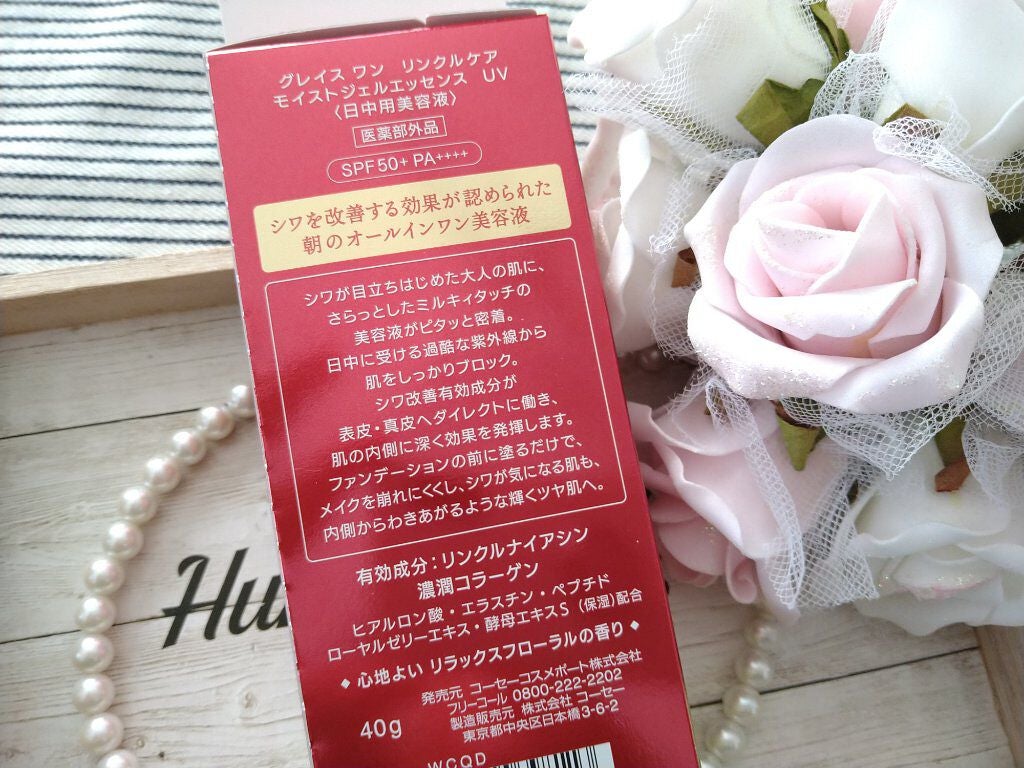 グレイス ワン リンクルケア
モイストジェルエッセンス UV
〈日中用美容液〉
医薬部外品
SPF50+ PA++++
シワを改善する効果が認められた
朝のオールインワン美容液
シワが目立ちはじめた大人の肌に、
さらっとしたミルキィタッチの
美容液がピタッと密着。
日中に受ける過酷な紫外線から
肌をしっかりブロック。
シワ改善有効成分が
表皮・真皮へダイレクトに働き、
肌の内側に深く効果を発揮します。
ファンデーションの前に塗るだけで、
メイクを崩れにくくし、シワが気になる肌も、
内側からわきあがるような輝くツヤ肌へ。
有効成分：リンクルナイアシン
濃潤コラーゲン
ヒアルロン酸・エラスチン・ペプチド
ローヤルゼリーエキス・酵母エキスS（保湿）配合
◆ 心地よい リラックスフローラルの香り ◆
発売元 コーセーコスメポート株式会社
フリーコール 0800-222-2202
製造販売元 株式会社 コーセー
東京都中央区日本橋3-6-2
40g
WCQD
Hu